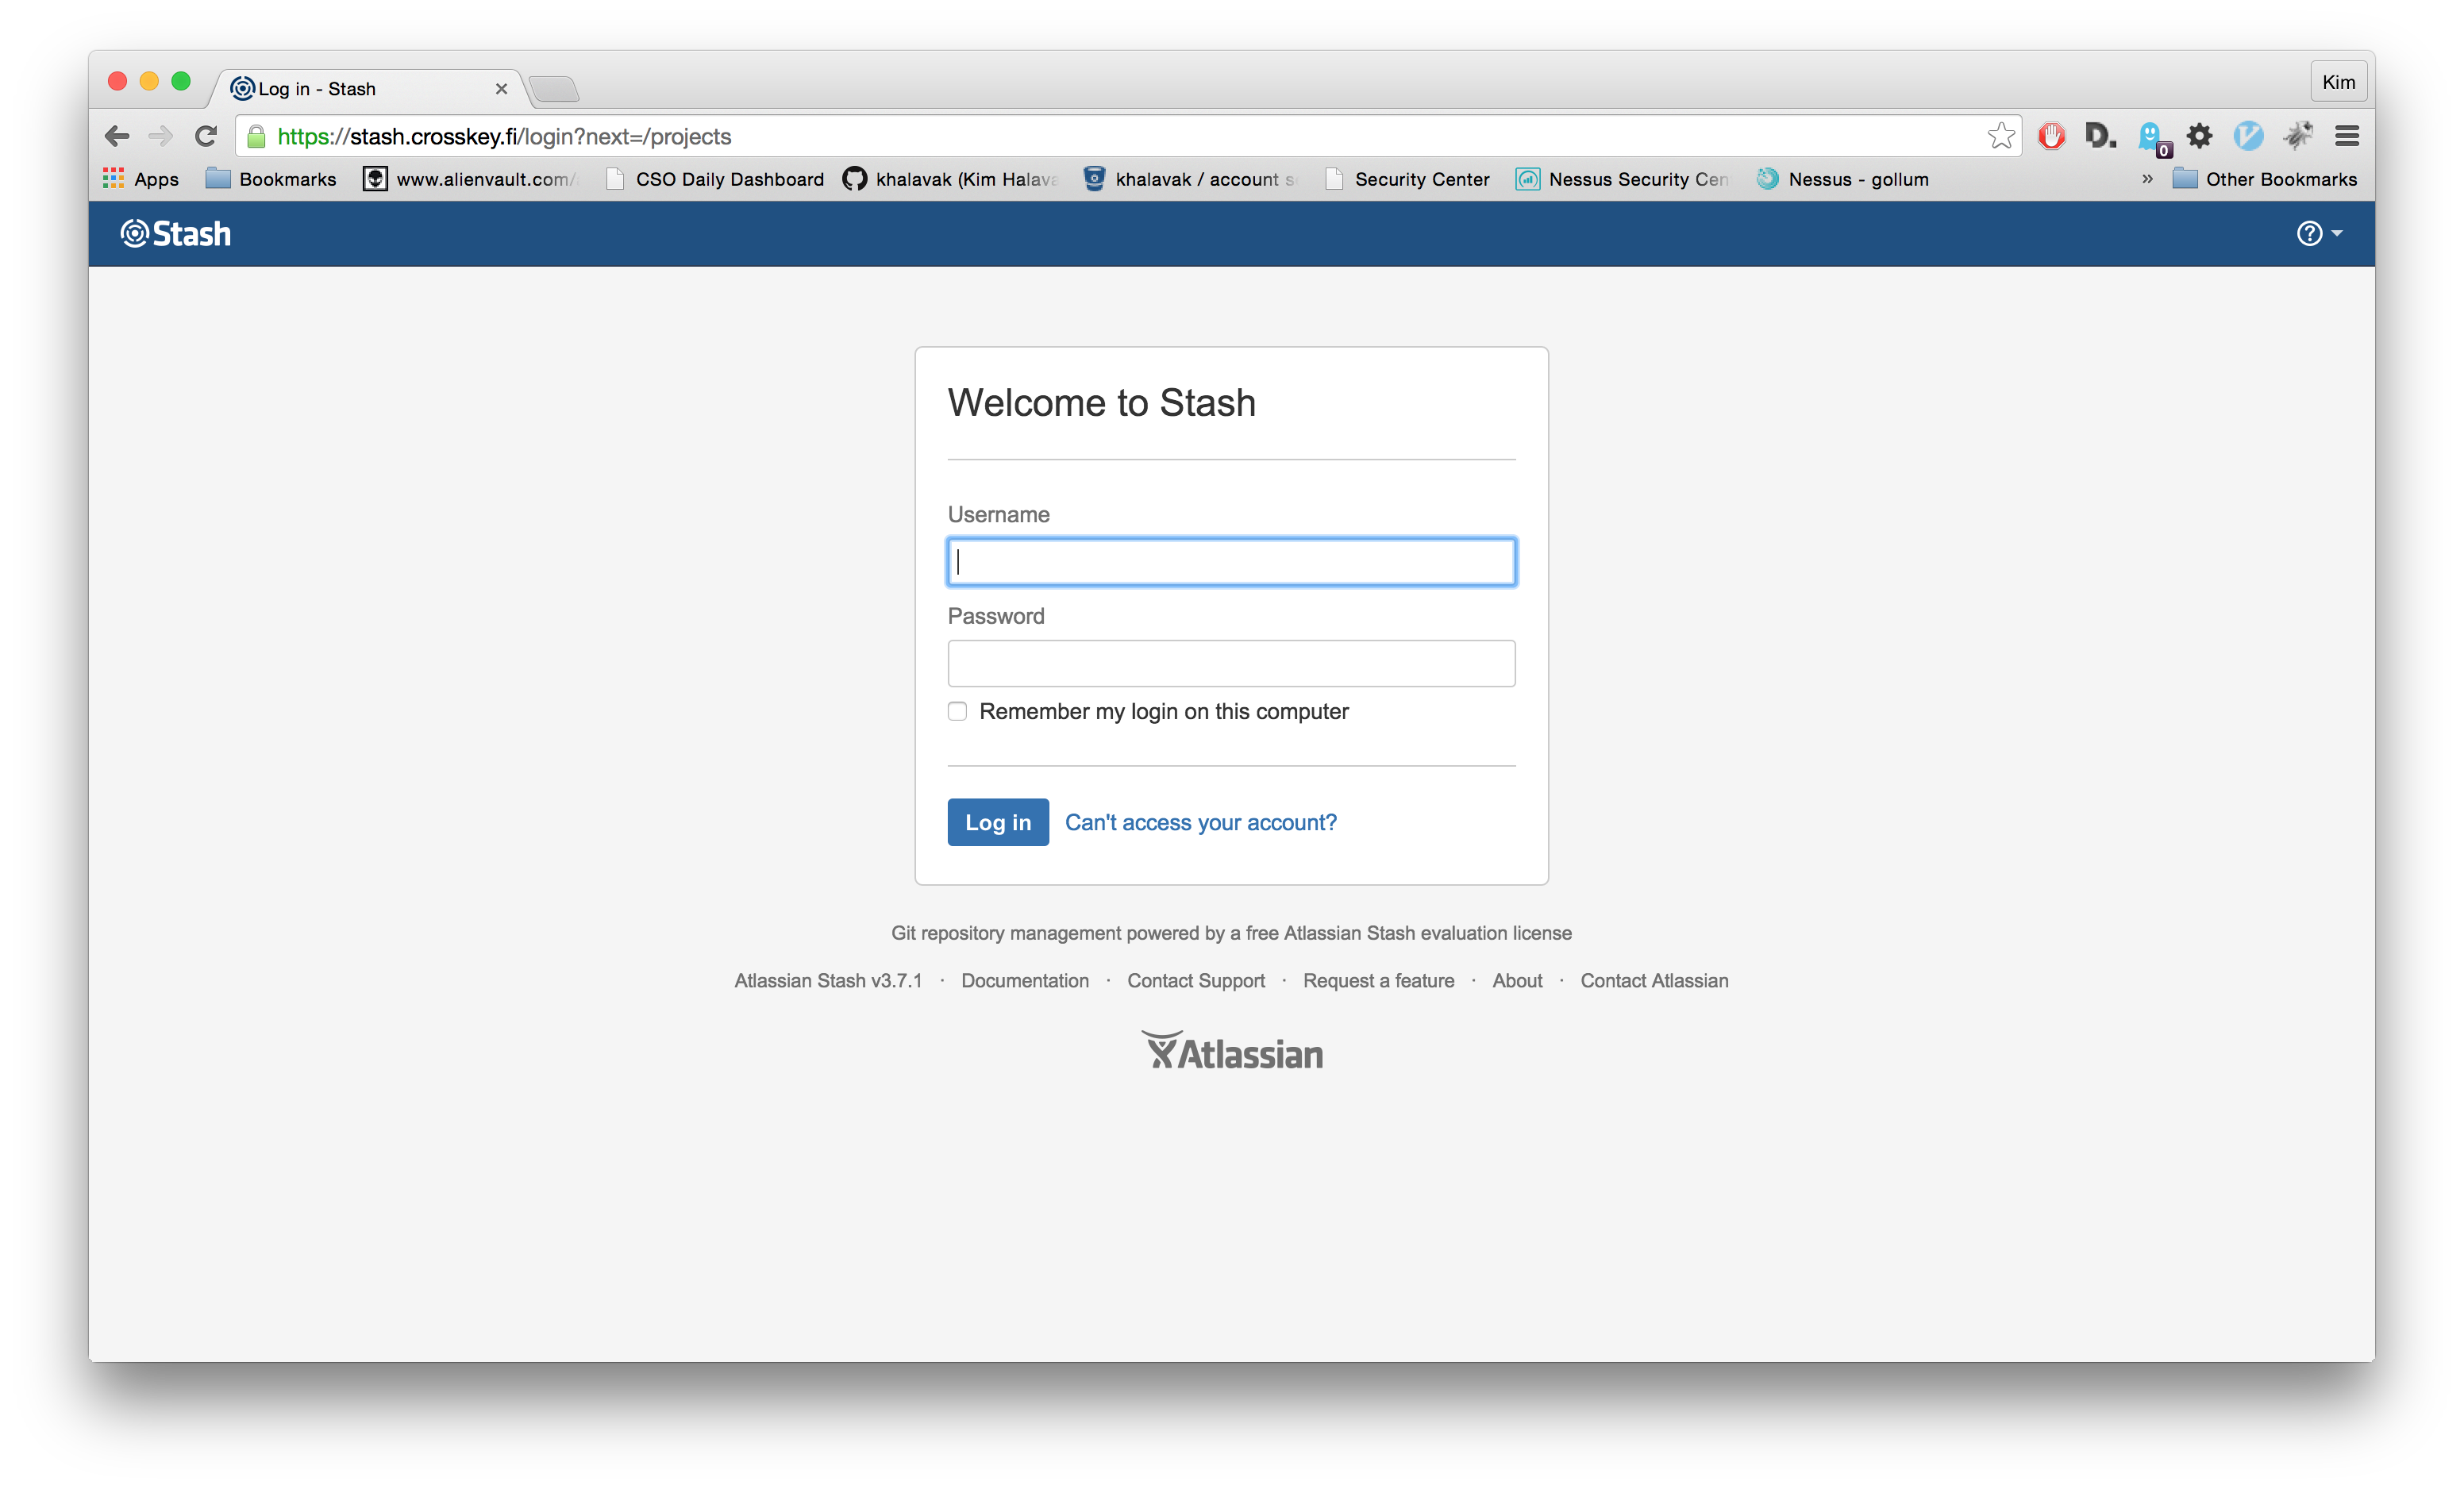 Log in - Stash
Kim
https://stash.crosskey.fi/login?next=/projects
D.
0
Apps Bookmarks www.alienvault.com/ CSO Daily Dashboard khalavak (Kim Halava khalavak / account s Security Center Nessus Security Cen Nessus - gollum » Other Bookmarks
Stash
Welcome to Stash
Username
Password
Remember my login on this computer
Log in Can't access your account?
Git repository management powered by a free Atlassian Stash evaluation license
Atlassian Stash v3.7.1 · Documentation · Contact Support · Request a feature · About · Contact Atlassian
Atlassian